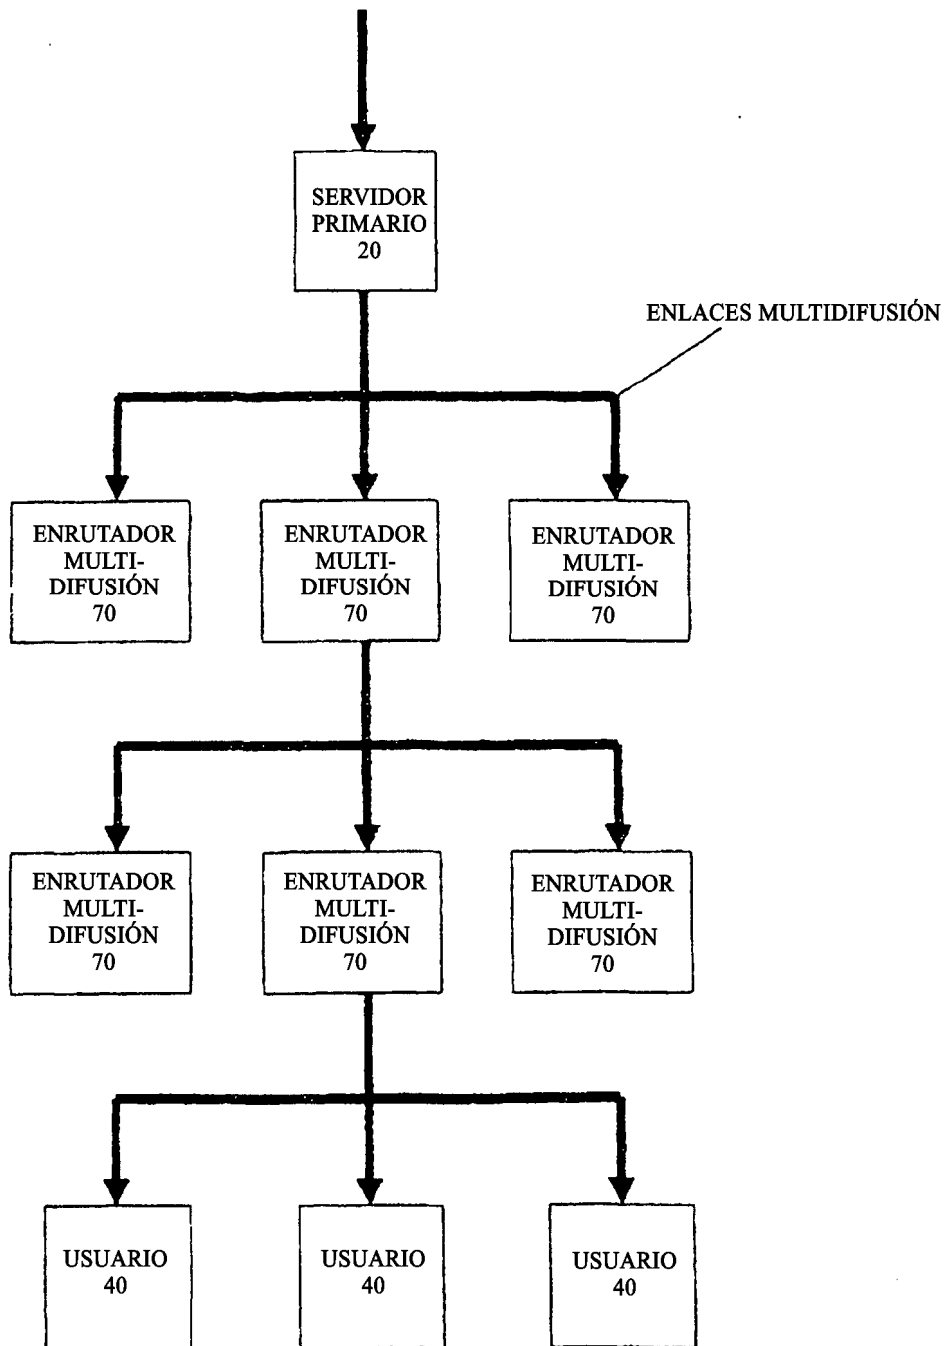 SERVIDOR
PRIMARIO
20
ENLACES MULTIDIFUSIÓN
ENRUTADOR
MULTI-
DIFUSIÓN
70
ENRUTADOR
MULTI-
DIFUSIÓN
70
ENRUTADOR
MULTI-
DIFUSIÓN
70
ENRUTADOR
MULTI-
DIFUSIÓN
70
ENRUTADOR
MULTI-
DIFUSIÓN
70
ENRUTADOR
MULTI-
DIFUSIÓN
70
USUARIO
40
USUARIO
40
USUARIO
40